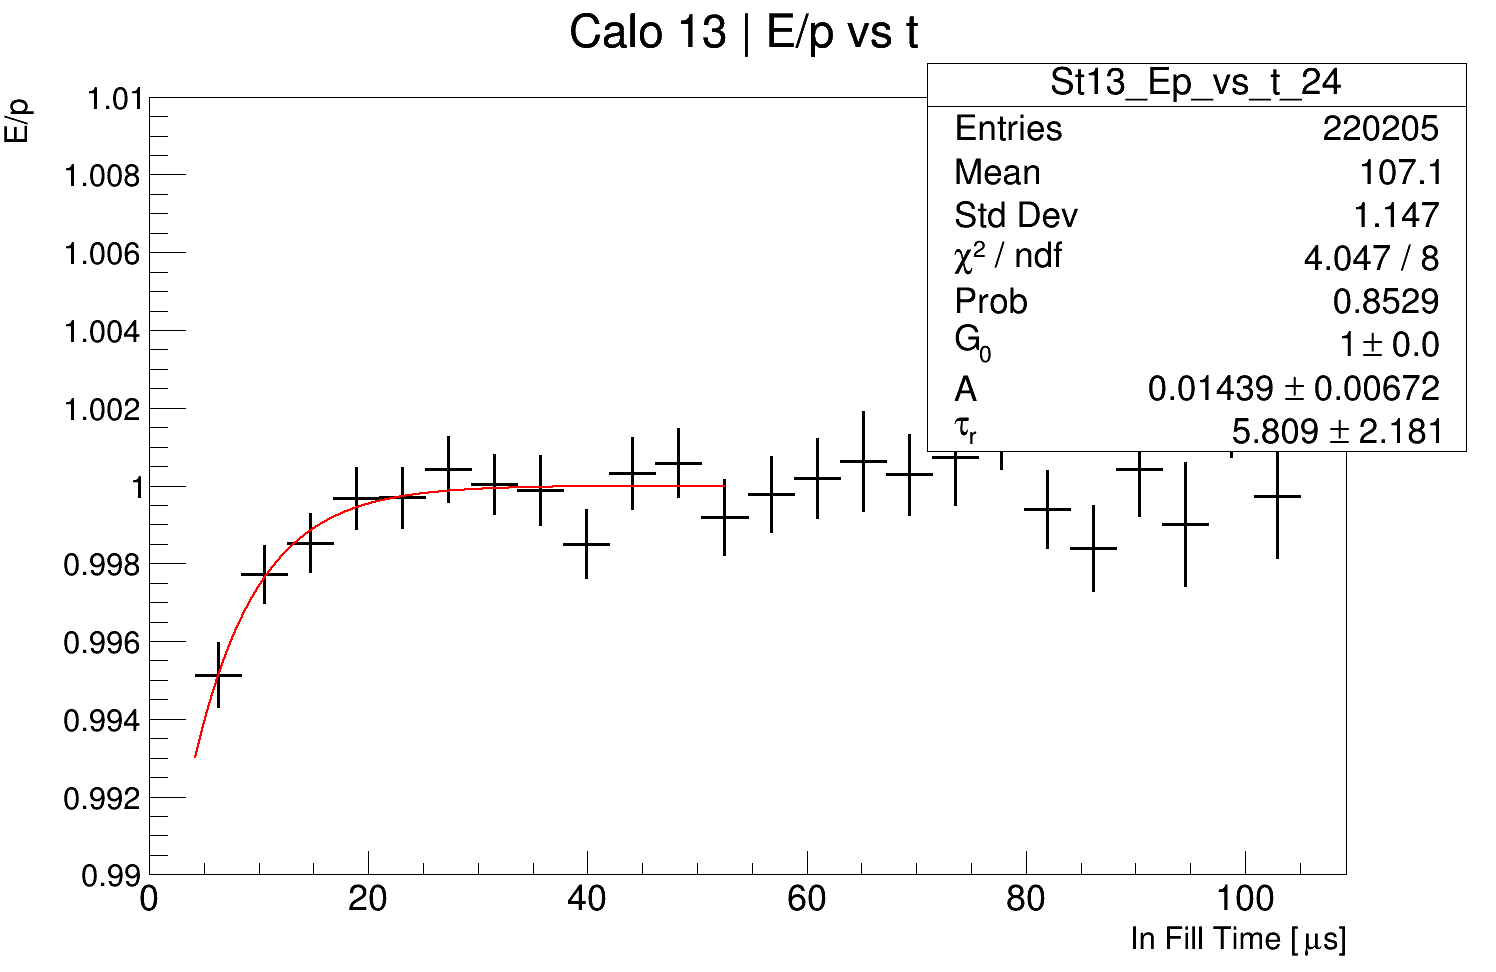 Calo 13 | E/p vs t
E/p
St13_Ep_vs_t_24
Entries 220205
Mean 107.1
Std Dev 1.147
χ² / ndf 4.047 / 8
Prob 0.8529
G₀ 1 ± 0.0
A 0.01439 ± 0.00672
τᵣ 5.809 ± 2.181
1.01
1.008
1.006
1.004
1.002
1
0.998
0.996
0.994
0.992
0.99
0 20 40 60 80 100
In Fill Time [μs]